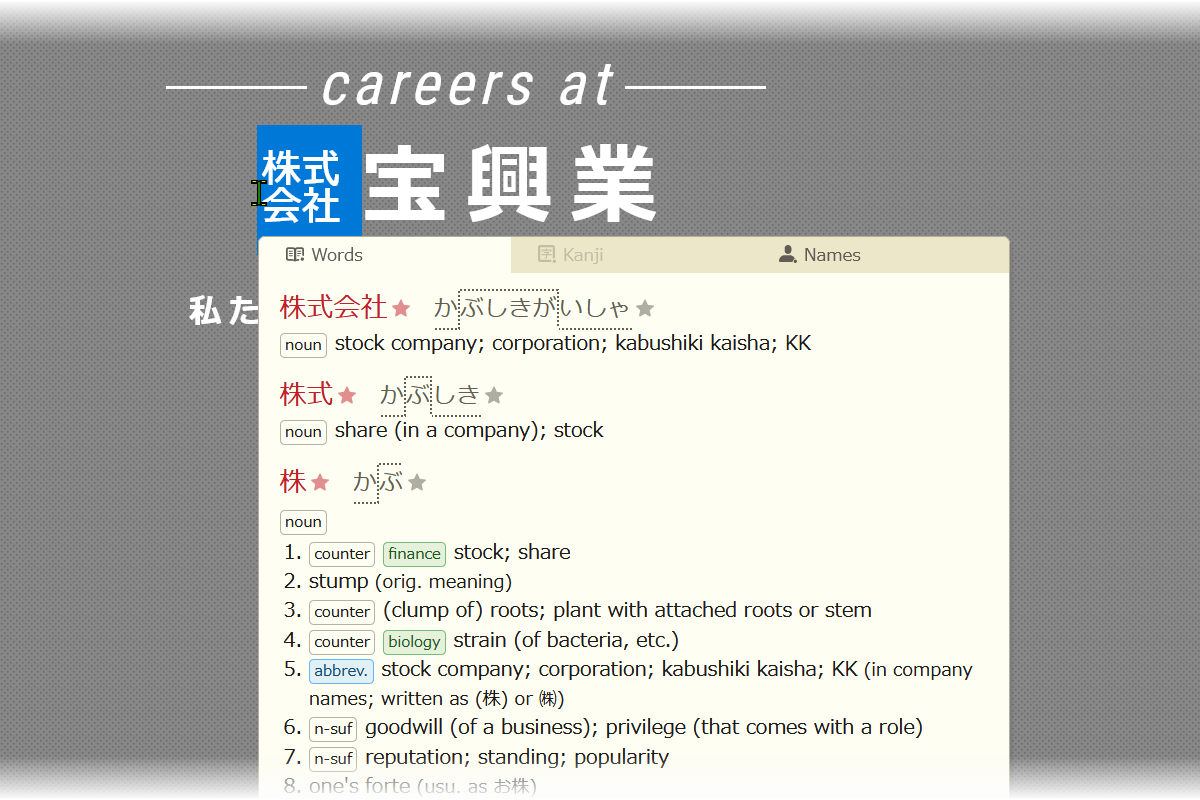 careers at
株式
会社
宝興業
私た
Words
Kanji
Names
株式会社★ かぶしきがいしゃ★
noun stock company; corporation; kabushiki kaisha; KK
株式★ かぶしき★
noun share (in a company); stock
株★ かぶ★
noun
1. counter finance stock; share
2. stump (orig. meaning)
3. counter (clump of) roots; plant with attached roots or stem
4. counter biology strain (of bacteria, etc.)
5. abbrev. stock company; corporation; kabushiki kaisha; KK (in company
names; written as (株) or ㈱)
6. n-suf goodwill (of a business); privilege (that comes with a role)
7. n-suf reputation; standing; popularity
8. one's forte (usu. as お株)